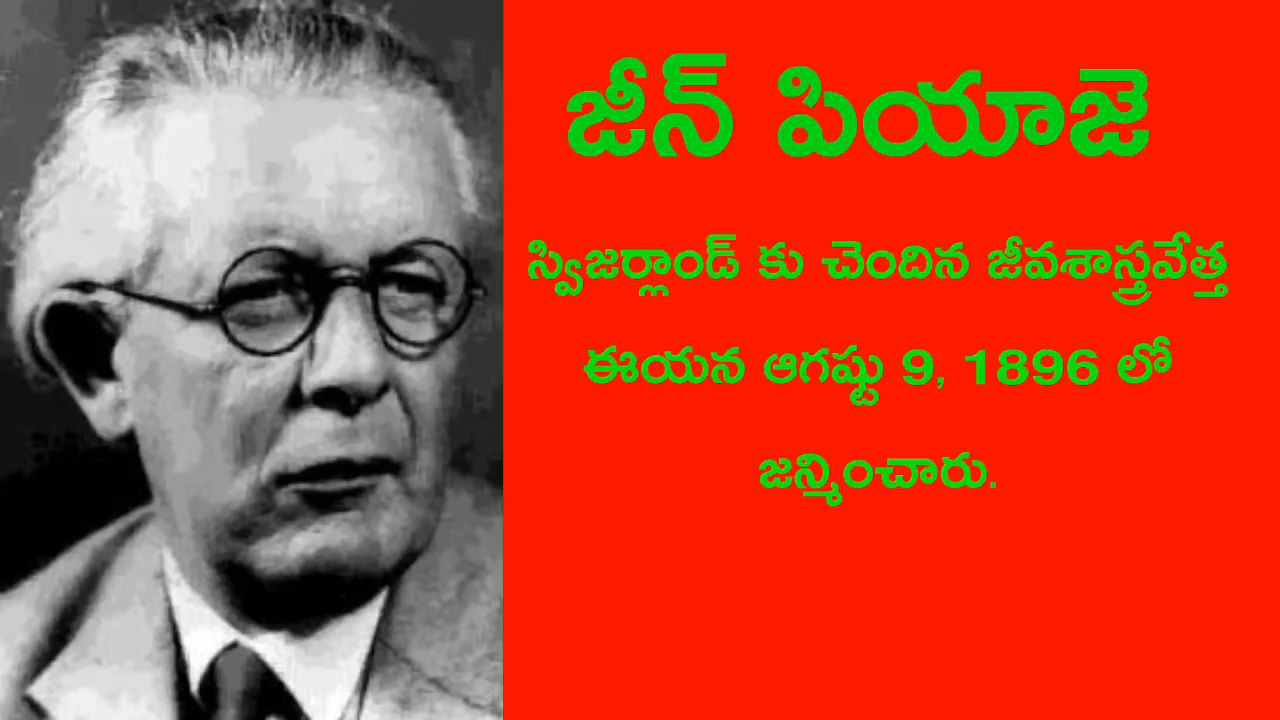 జీన్ పియాజె
స్విజర్లాండ్ కు చెందిన జీవశాస్త్రవేత్త
ఈయన ఆగష్టు 9, 1896 లో
జన్మించారు.